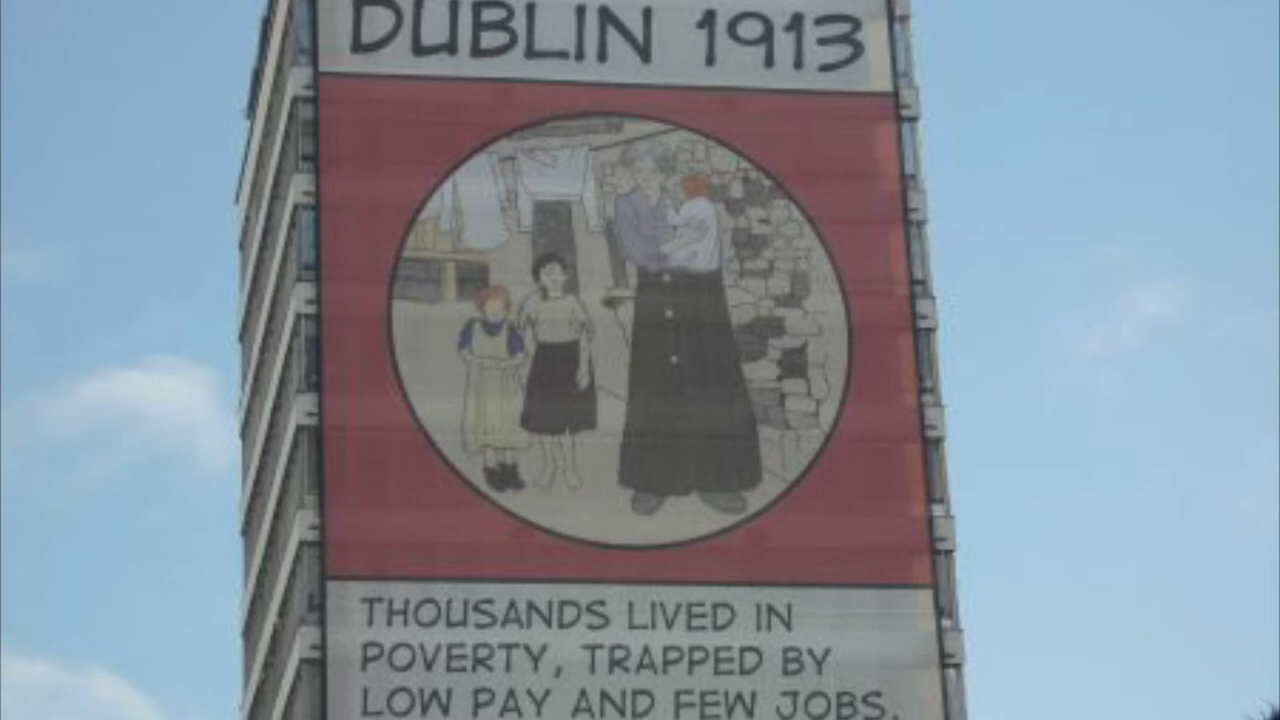 DUBLIN 1913
THOUSANDS LIVED IN
POVERTY, TRAPPED BY
LOW PAY AND FEW JOBS.